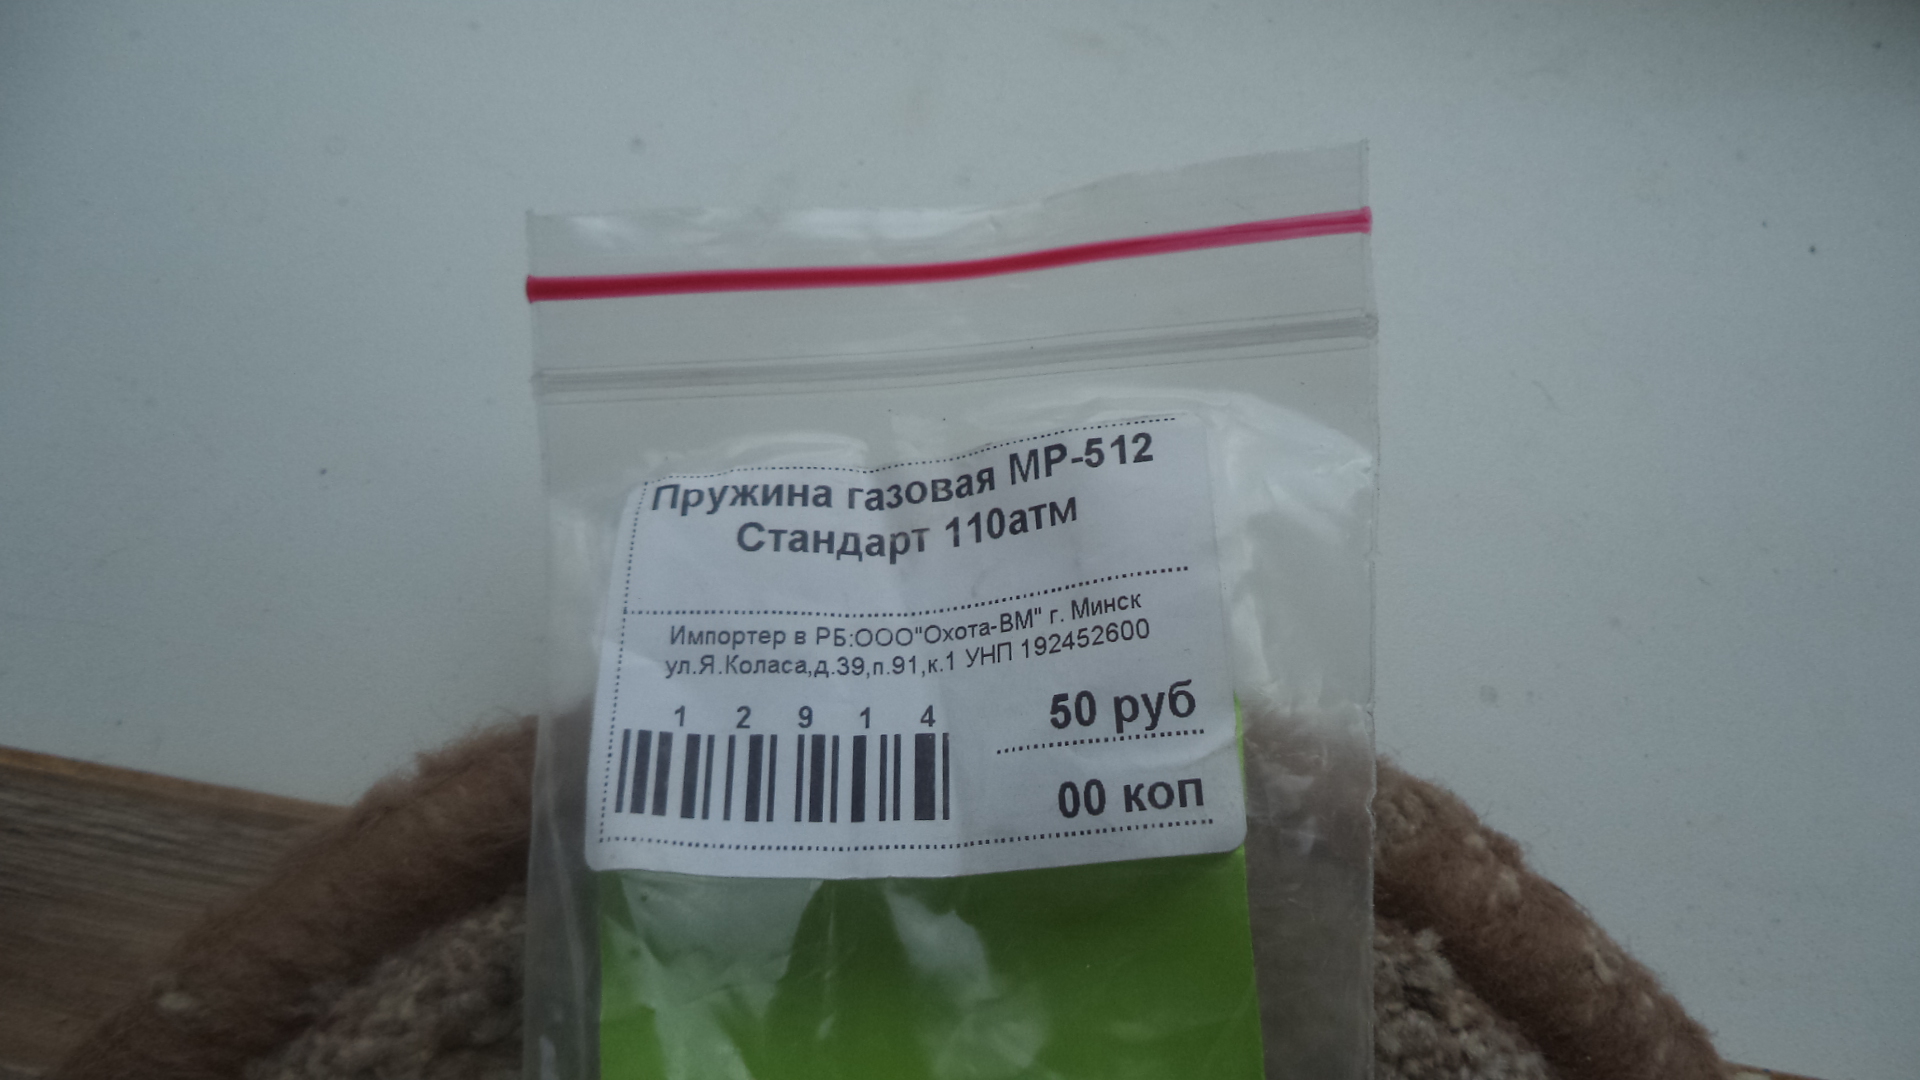 Пружина газовая МР-512
Стандарт 110атм
Импортер в РБ:ООО"Охота-ВМ" г. Минск
ул.Я.Коласа,д.39,п.91,к.1 УНП 192452600
1 2 9 1 4
50 руб
00 коп